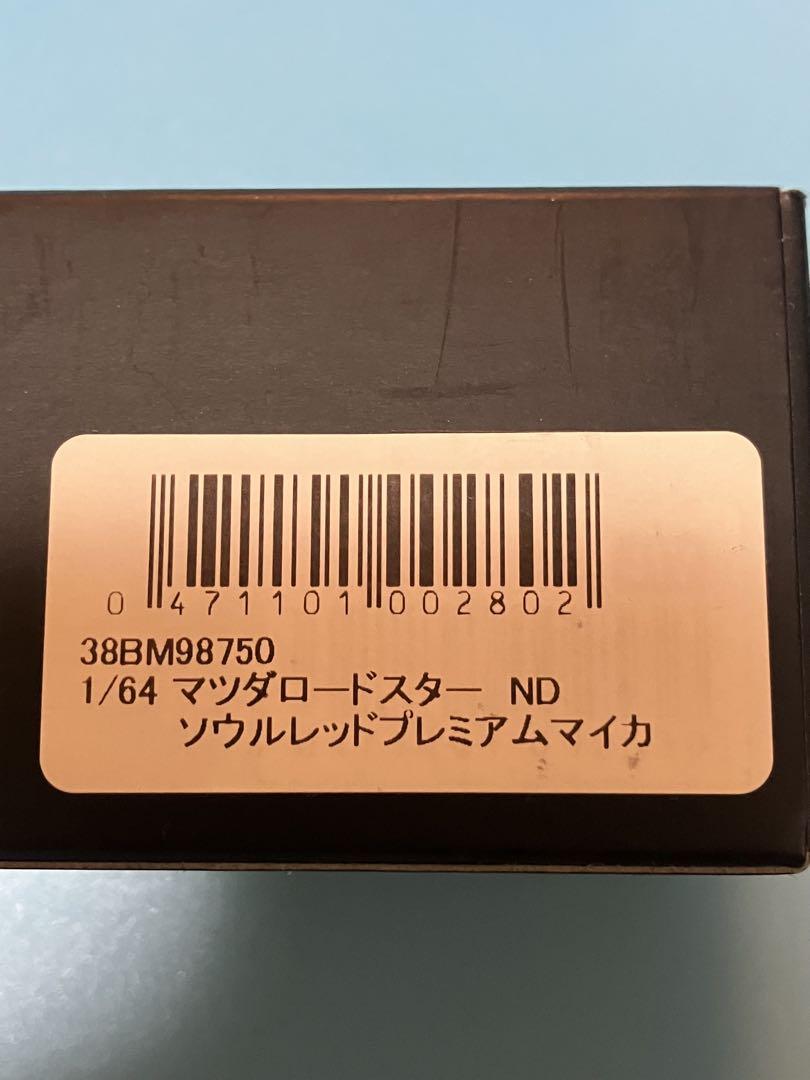 0 471101 002802
38BM98750
1/64 マツダロードスター ND
ソウルレッドプレミアムマイカ